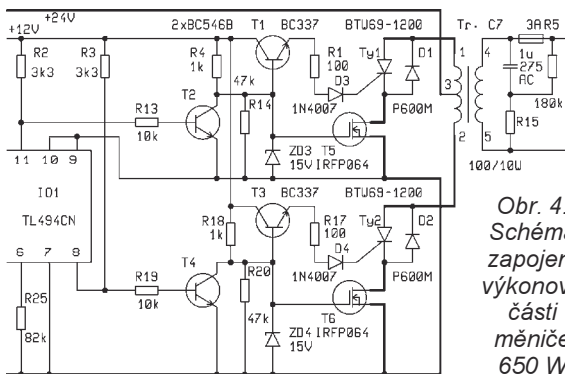 +24V
+12V
2xBC546B
T1
BC337
BTW69-1200
Tr.
C7
3A
R5
R2
3k3
R3
3k3
R4
1k
R1
100
Ty1
D1
1
4
1u
275
AC
D3
47k
3
T2
R13
10k
R14
1N4007
P600M
180k
R15
ZD3
15V
T5
IRFP064
2
5
11
10
9
100/10W
T3
BC337
BTW69-1200
IO1
TL494CN
R18
1k
R17
100
Ty2
D2
D4
1N4007
P600M
6
7
8
R19
10k
T4
R20
47k
R25
82k
T6
ZD4
15V
IRFP064
Obr. 4.
Schéma
zapojen
výkonov
části
měniče
650 W